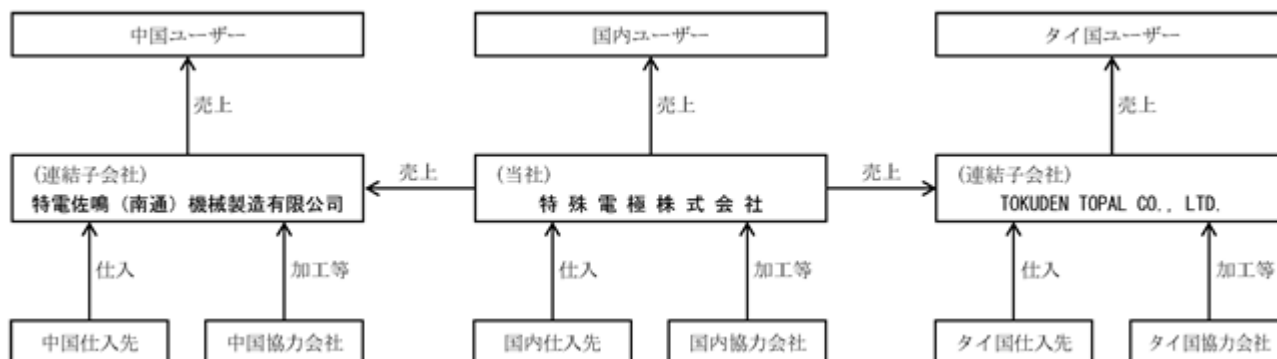 中国ユーザー
国内ユーザー
タイ国ユーザー
売上
売上
売上
(連結子会社)
特電佐鳴(南通)機械製造有限公司
売上
(当社)
特殊電極株式会社
売上
(連結子会社)
TOKUDEN TOPAL CO., LTD.
仕入
加工等
仕入
加工等
仕入
加工等
中国仕入先
中国協力会社
国内仕入先
国内協力会社
タイ国仕入先
タイ国協力会社